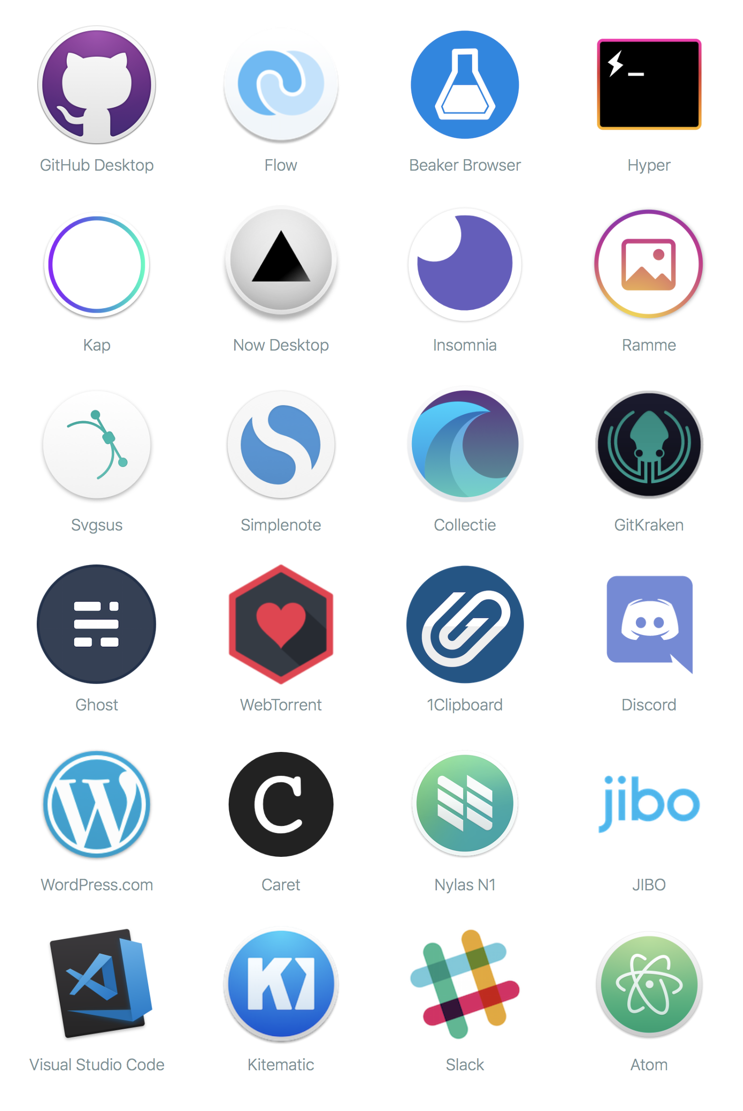 GitHub Desktop
Flow
Beaker Browser
Hyper
Kap
Now Desktop
Insomnia
Ramme
Svgsus
Simplenote
Collectie
GitKraken
Ghost
WebTorrent
1Clipboard
Discord
W
C
jibo
WordPress.com
Caret
Nylas N1
JIBO
K
Visual Studio Code
Kitematic
Slack
Atom